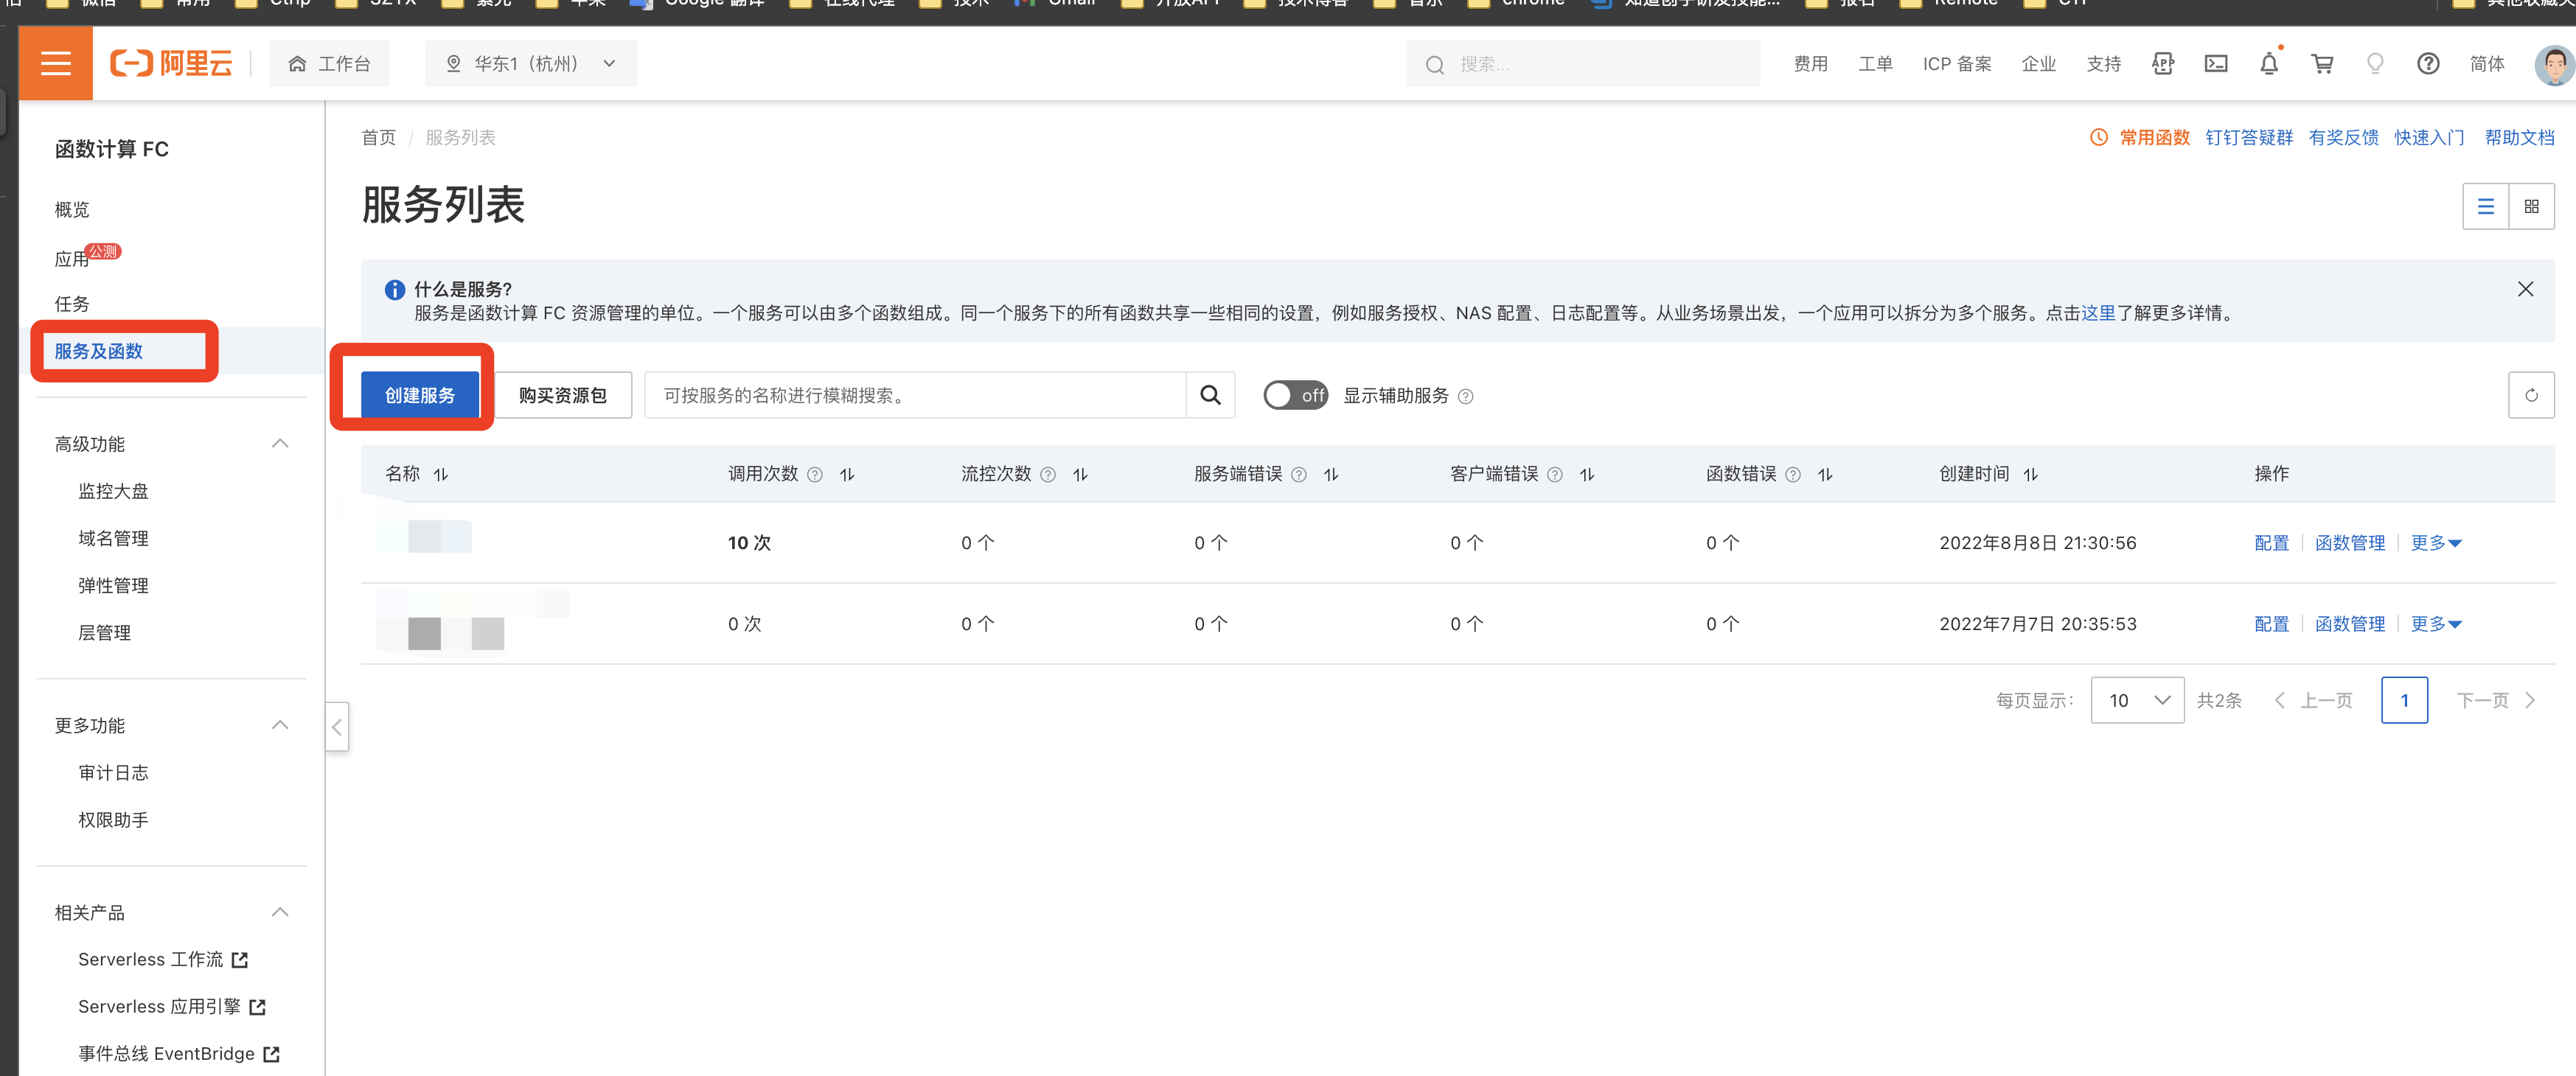 阿里云 工作台 华东1（杭州） 搜索... 费用 工单 ICP 备案 企业 支持 简体
函数计算 FC
概览
应用 公测
任务
服务及函数
高级功能
监控大盘
域名管理
弹性管理
层管理
更多功能
审计日志
权限助手
相关产品
Serverless 工作流
Serverless 应用引擎
事件总线 EventBridge
首页 / 服务列表
常用函数 钉钉答疑群 有奖反馈 快速入门 帮助文档
服务列表
什么是服务?
服务是函数计算 FC 资源管理的单位。一个服务可以由多个函数组成。同一个服务下的所有函数共享一些相同的设置，例如服务授权、NAS 配置、日志配置等。从业务场景出发，一个应用可以拆分为多个服务。点击这里了解更多详情。
创建服务 购买资源包 可按服务的名称进行模糊搜索。 off 显示辅助服务
名称 调用次数 流控次数 服务端错误 客户端错误 函数错误 创建时间 操作
10 次 0 个 0 个 0 个 0 个 2022年8月8日 21:30:56 配置 函数管理 更多
0 次 0 个 0 个 0 个 0 个 2022年7月7日 20:35:53 配置 函数管理 更多
每页显示： 10 共2条 上一页 1 下一页